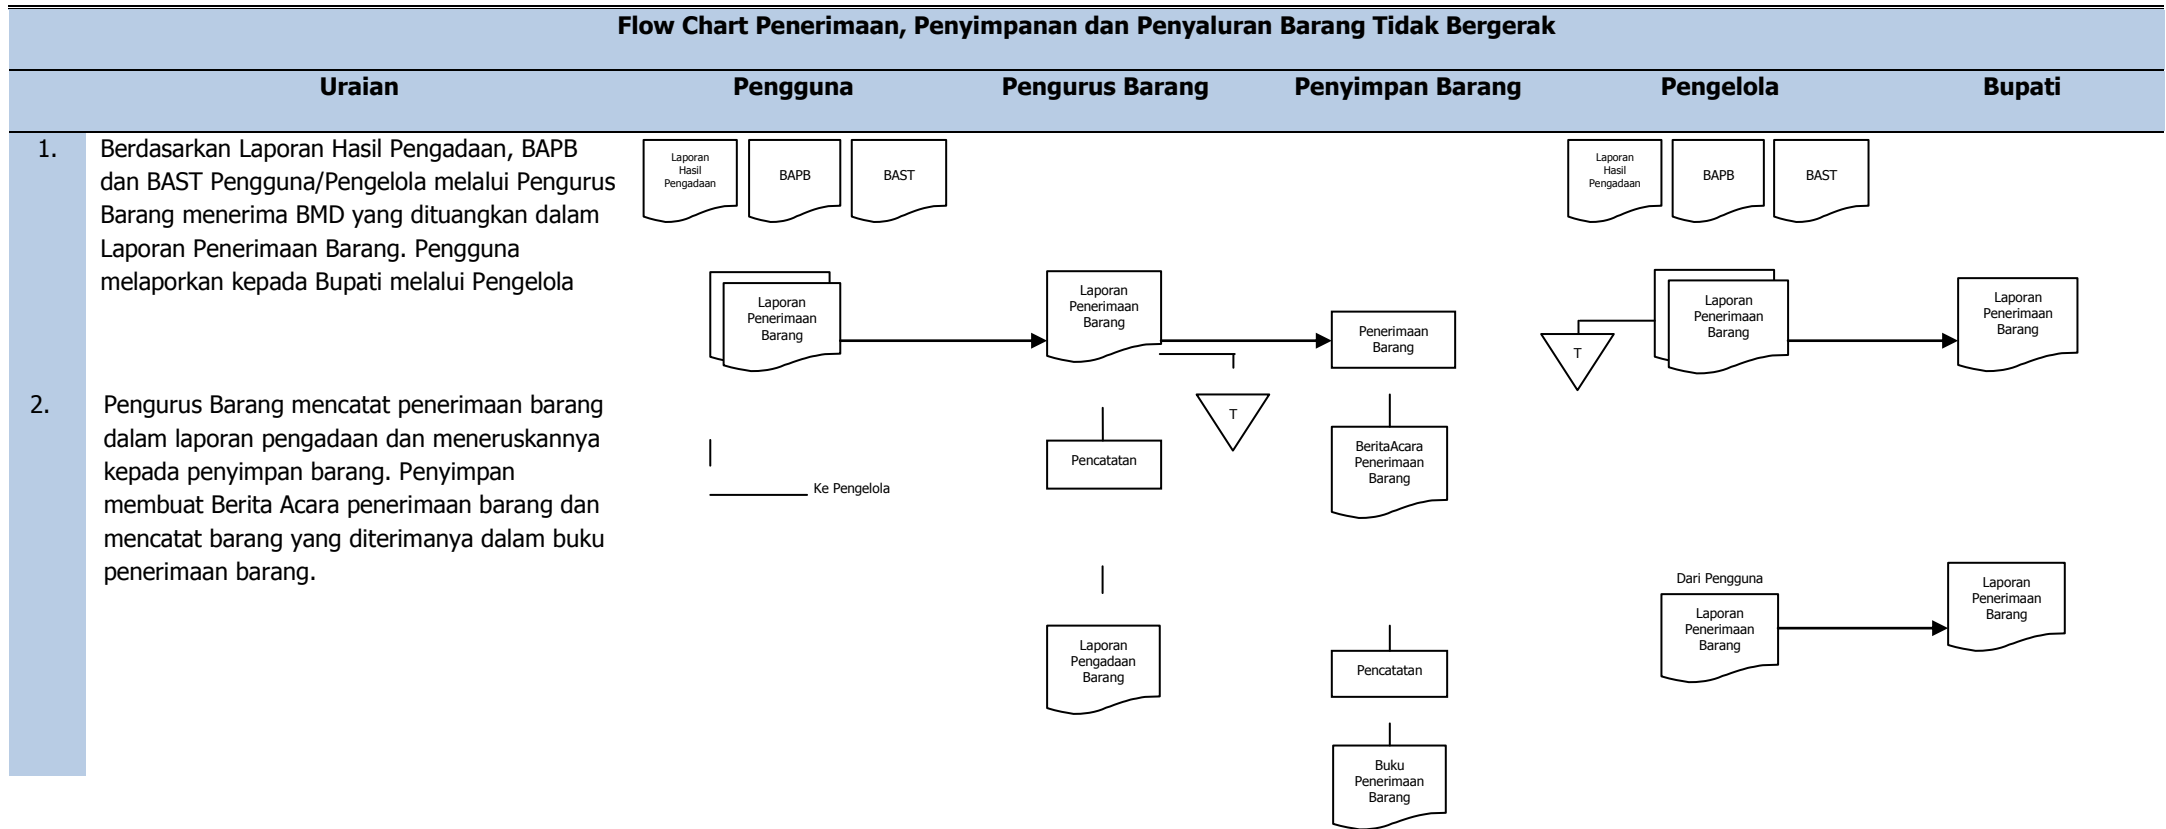 Flow Chart Penerimaan, Penyimpanan dan Penyaluran Barang Tidak Bergerak
Uraian
Pengguna
Pengurus Barang
Penyimpan Barang
Pengelola
Bupati
1.
Berdasarkan Laporan Hasil Pengadaan, BAPB
dan BAST Pengguna/Pengelola melalui Pengurus
Barang menerima BMD yang dituangkan dalam
Laporan Penerimaan Barang. Pengguna
melaporkan kepada Bupati melalui Pengelola
Laporan
Hasil
Pengadaan
BAPB
BAST
Laporan
Hasil
Pengadaan
BAPB
BAST
Laporan
Penerimaan
Barang
Laporan
Penerimaan
Barang
Penerimaan
Barang
T
Laporan
Penerimaan
Barang
Laporan
Penerimaan
Barang
2.
Pengurus Barang mencatat penerimaan barang
dalam laporan pengadaan dan meneruskannya
kepada penyimpan barang. Penyimpan
membuat Berita Acara penerimaan barang dan
mencatat barang yang diterimanya dalam buku
penerimaan barang.
Ke Pengelola
Pencatatan
T
BeritaAcara
Penerimaan
Barang
Dari Pengguna
Laporan
Penerimaan
Barang
Laporan
Penerimaan
Barang
Laporan
Pengadaan
Barang
Pencatatan
Buku
Penerimaan
Barang